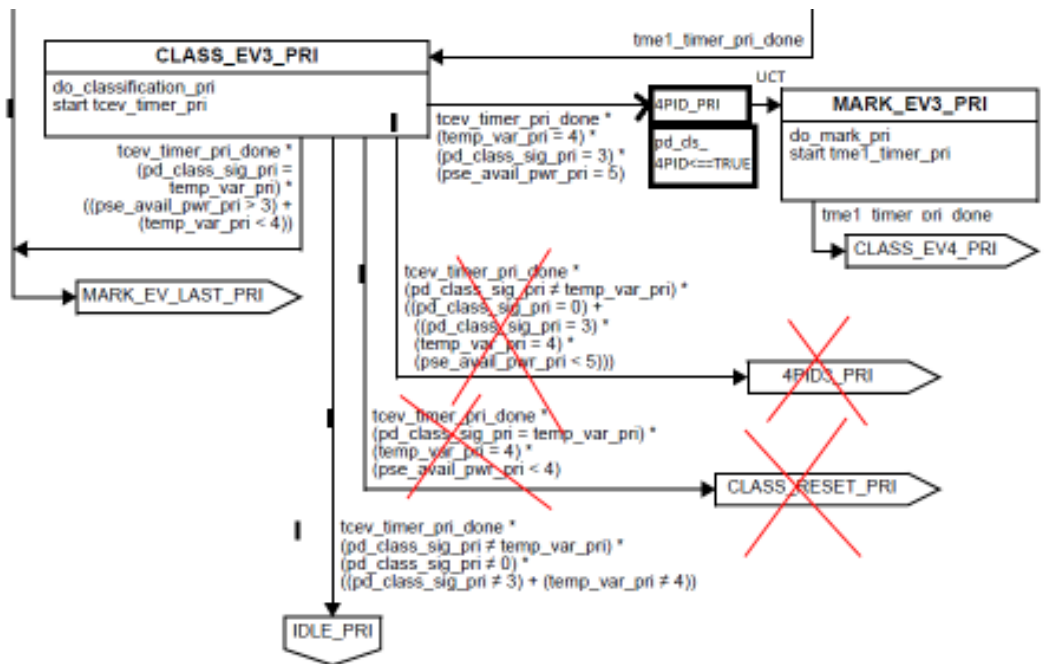 tme1_timer_pri_done
CLASS_EV3_PRI
do_classification_pri
start tcev_timer_pri
UCT
4PID_PRI
pd_cls_
4PID<==TRUE
MARK_EV3_PRI
do_mark_pri
start tme1_timer_pri
tcev_timer_pri_done *
(temp_var_pri = 4) *
(pd_class_sig_pri = 3) *
(pse_avail_pwr_pri = 5)
tcev_timer_pri_done *
(pd_class_sig_pri =
temp_var_pri) *
((pse_avail_pwr_pri > 3) +
(temp_var_pri < 4))
tme1_timer_pri_done
CLASS_EV4_PRI
MARK_EV_LAST_PRI
tcev_timer_pri_done *
(pd_class_sig_pri ≠ temp_var_pri) *
((pd_class_sig_pri = 0) +
((pd_class_sig_pri = 3) *
(temp_var_pri = 4) *
(pse_avail_pwr_pri < 5)))
4PID3_PRI
tcev_timer_pri_done *
(pd_class_sig_pri = temp_var_pri) *
(temp_var_pri = 4) *
(pse_avail_pwr_pri < 4)
CLASS_RESET_PRI
tcev_timer_pri_done *
(pd_class_sig_pri ≠ temp_var_pri) *
(pd_class_sig_pri ≠ 0) *
((pd_class_sig_pri ≠ 3) + (temp_var_pri ≠ 4))
IDLE_PRI